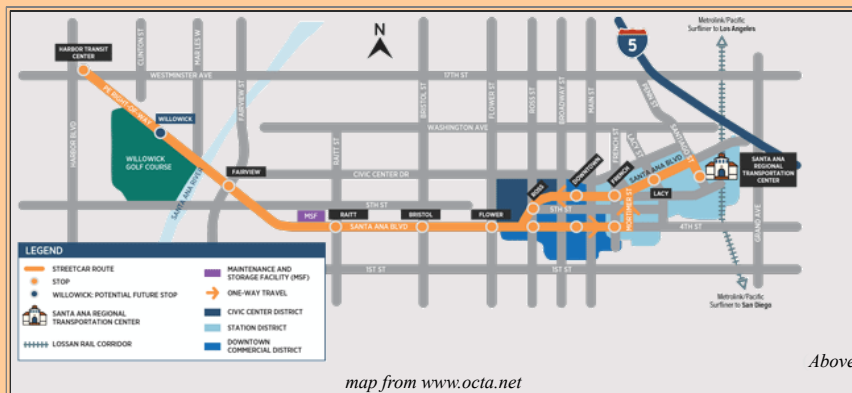 Metrolink/Pacific
Surfliner to Los Angeles
N
5
HARBOR TRANSIT
CENTER
CLINTON ST
FAIRVIEW ST
BRISTOL ST
FLOWER ST
ROSS ST
BROADWAY ST
MAIN ST
PENN ST
WESTMINSTER AVE
17TH ST
PE RIGHT-OF-WAY
HARBOR BLVD
WILLOWICK
WASHINGTON AVE
FRENCH ST
LACY ST
SANTIAGO ST
WILLOWICK
GOLF COURSE
SANTA ANA RIVER
FAIRVIEW
RAITT ST
CIVIC CENTER DR
ROSS
DOWNTOWN
FRENCH
SANTA ANA BLVD
LACY
SANTA ANA
REGIONAL
TRANSPORTATION
CENTER
5TH ST
5TH ST
MORTIMER ST
GRAND AVE
MSF
RAITT
BRISTOL
FLOWER
SANTA ANA BLVD
4TH ST
1ST ST
1ST ST
LEGEND
STREETCAR ROUTE
STOP
WILLOWICK: POTENTIAL FUTURE STOP
SANTA ANA REGIONAL
TRANSPORTATION CENTER
LOSSAN RAIL CORRIDOR
MAINTENANCE AND
STORAGE FACILITY (MSF)
ONE-WAY TRAVEL
CIVIC CENTER DISTRICT
STATION DISTRICT
DOWNTOWN
COMMERCIAL DISTRICT
Metrolink/Pacific
Surfliner to San Diego
Above
map from www.octa.net